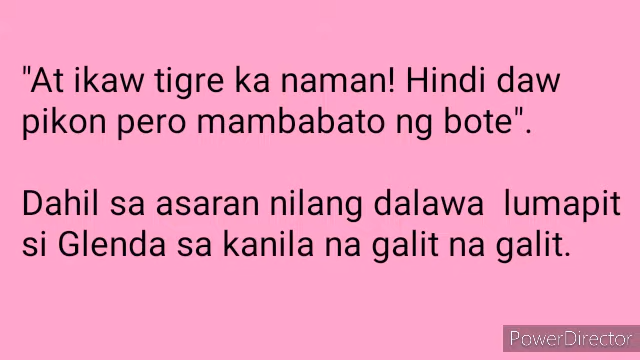 "At ikaw tigre ka naman! Hindi daw
pikon pero mambabato ng bote".
Dahil sa asaran nilang dalawa  lumapit
si Glenda sa kanila na galit na galit.
PowerDirector